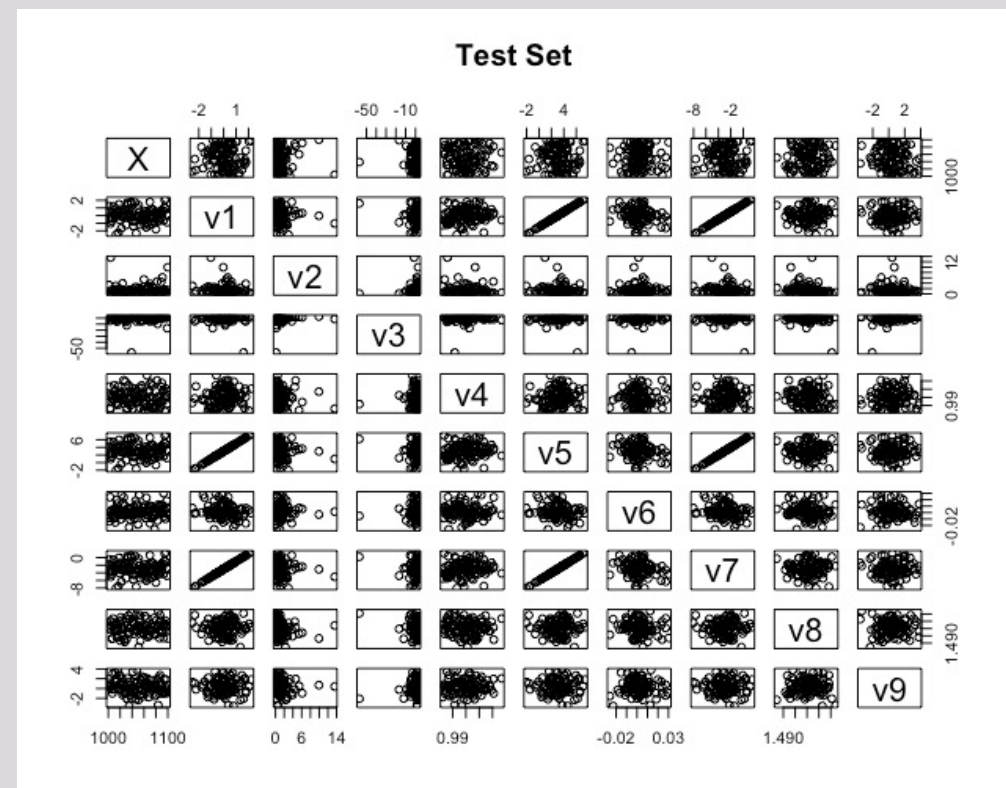 Test Set
-2 1 -50 -10 -2 4 -8 -2 -2 2
X 1000
2 -2 v1
v2 12 0
-50 v3
v4 0.99
6 -2 v5
v6 -0.02
0 -8 v7
v8 1.490
4 -2 v9
1000 1100 0 6 14 0.99 -0.02 0.03 1.490